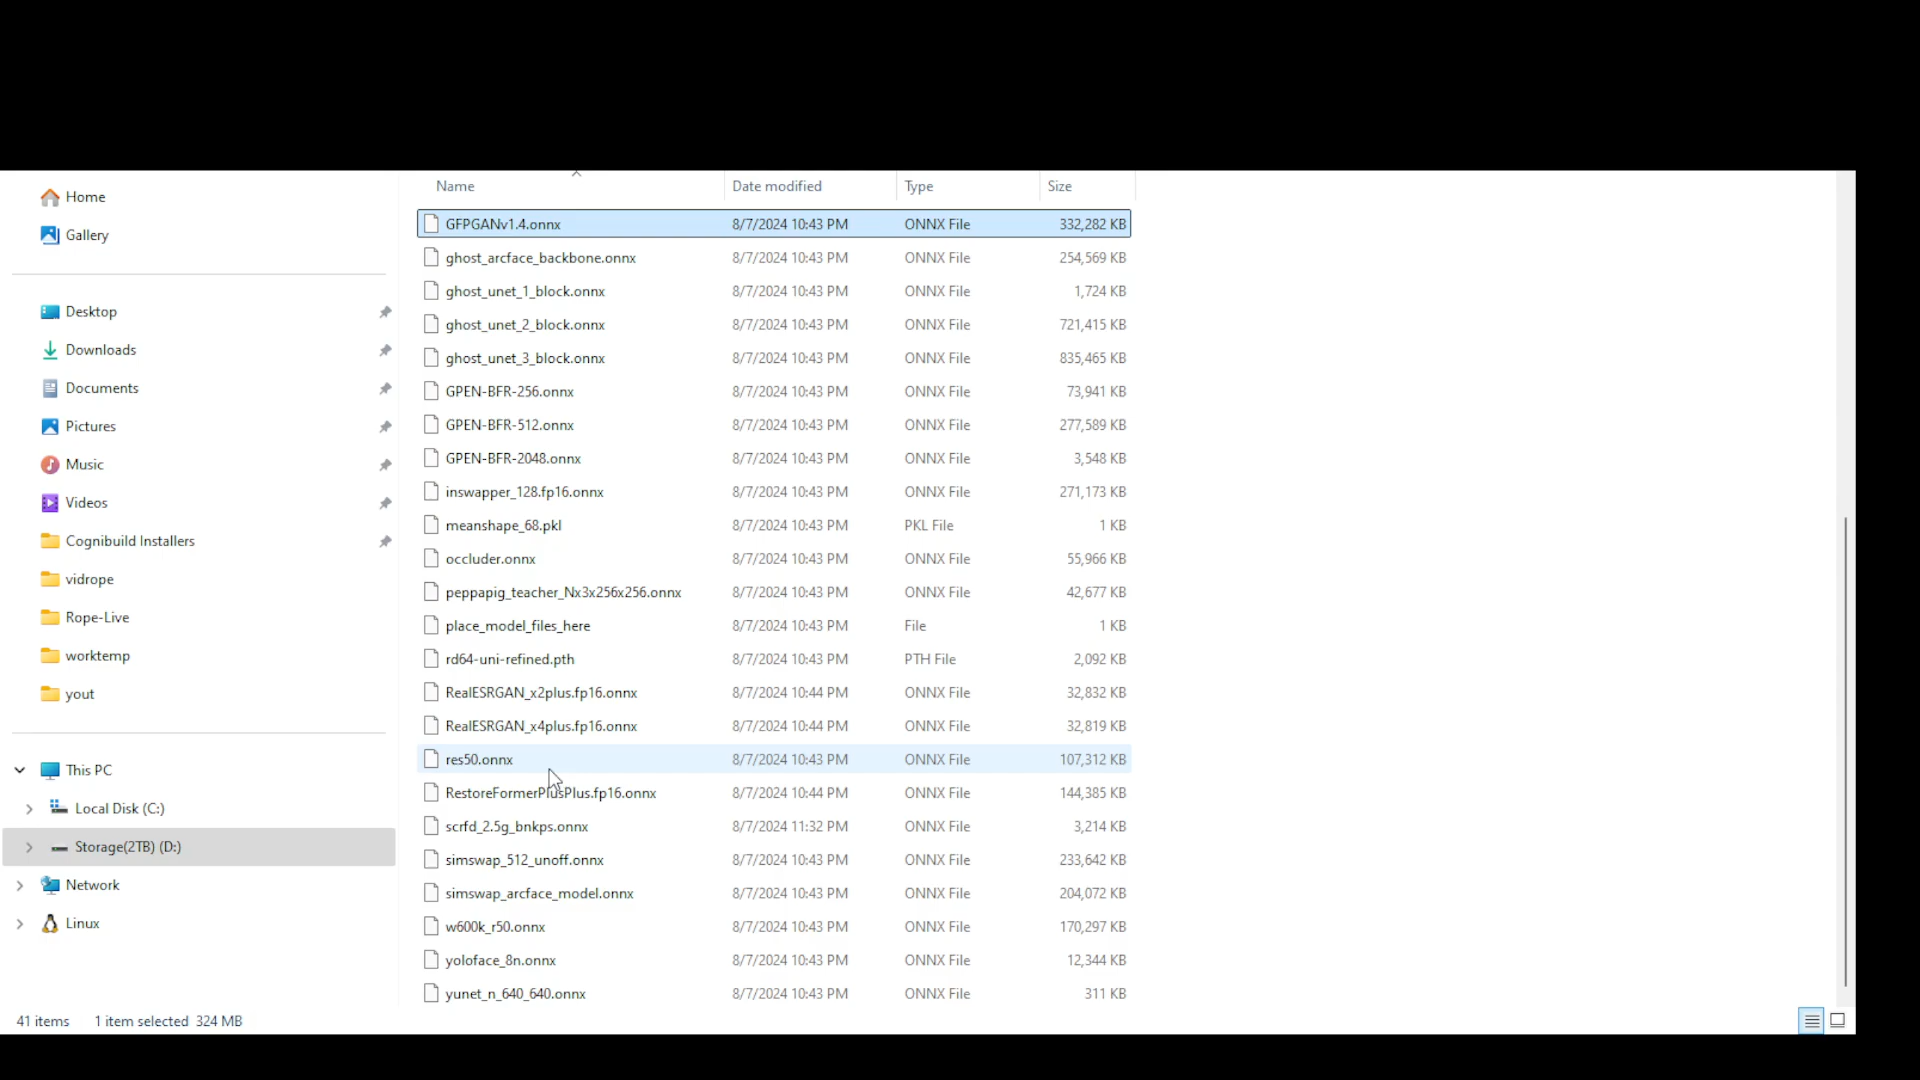 Home
Gallery
Desktop
Downloads
Documents
Pictures
Music
Videos
Cognibuild Installers
vidrope
Rope-Live
worktemp
yout
This PC
Local Disk (C:)
Storage(2TB) (D:)
Network
Linux
Name Date modified Type Size
GFPGANv1.4.onnx 8/7/2024 10:43 PM ONNX File 332,282 KB
ghost_arcface_backbone.onnx 8/7/2024 10:43 PM ONNX File 254,569 KB
ghost_unet_1_block.onnx 8/7/2024 10:43 PM ONNX File 1,724 KB
ghost_unet_2_block.onnx 8/7/2024 10:43 PM ONNX File 721,415 KB
ghost_unet_3_block.onnx 8/7/2024 10:43 PM ONNX File 835,465 KB
GPEN-BFR-256.onnx 8/7/2024 10:43 PM ONNX File 73,941 KB
GPEN-BFR-512.onnx 8/7/2024 10:43 PM ONNX File 277,589 KB
GPEN-BFR-2048.onnx 8/7/2024 10:43 PM ONNX File 3,548 KB
inswapper_128.fp16.onnx 8/7/2024 10:43 PM ONNX File 271,173 KB
meanshape_68.pkl 8/7/2024 10:43 PM PKL File 1 KB
occluder.onnx 8/7/2024 10:43 PM ONNX File 55,966 KB
peppapig_teacher_Nx3x256x256.onnx 8/7/2024 10:43 PM ONNX File 42,677 KB
place_model_files_here 8/7/2024 10:43 PM File 1 KB
rd64-uni-refined.pth 8/7/2024 10:43 PM PTH File 2,092 KB
RealESRGAN_x2plus.fp16.onnx 8/7/2024 10:44 PM ONNX File 32,832 KB
RealESRGAN_x4plus.fp16.onnx 8/7/2024 10:44 PM ONNX File 32,819 KB
res50.onnx 8/7/2024 10:43 PM ONNX File 107,312 KB
RestoreFormerPlusPlus.fp16.onnx 8/7/2024 10:44 PM ONNX File 144,385 KB
scrfd_2.5g_bnkps.onnx 8/7/2024 11:32 PM ONNX File 3,214 KB
simswap_512_unoff.onnx 8/7/2024 10:43 PM ONNX File 233,642 KB
simswap_arcface_model.onnx 8/7/2024 10:43 PM ONNX File 204,072 KB
w600k_r50.onnx 8/7/2024 10:43 PM ONNX File 170,297 KB
yoloface_8n.onnx 8/7/2024 10:43 PM ONNX File 12,344 KB
yunet_n_640_640.onnx 8/7/2024 10:43 PM ONNX File 311 KB
41 items 1 item selected 324 MB